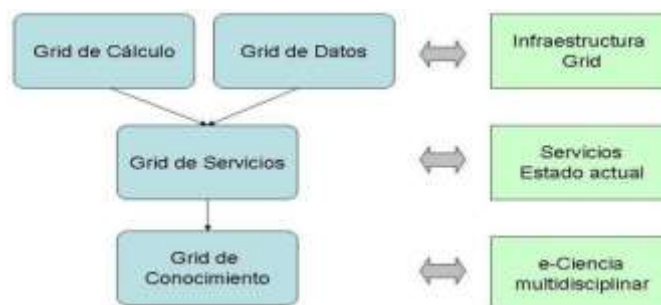 Grid de Cálculo
Grid de Datos
Infraestructura
Grid
Grid de Servicios
Servicios
Estado actual
Grid de
Conocimiento
e-Ciencia
multidisciplinar